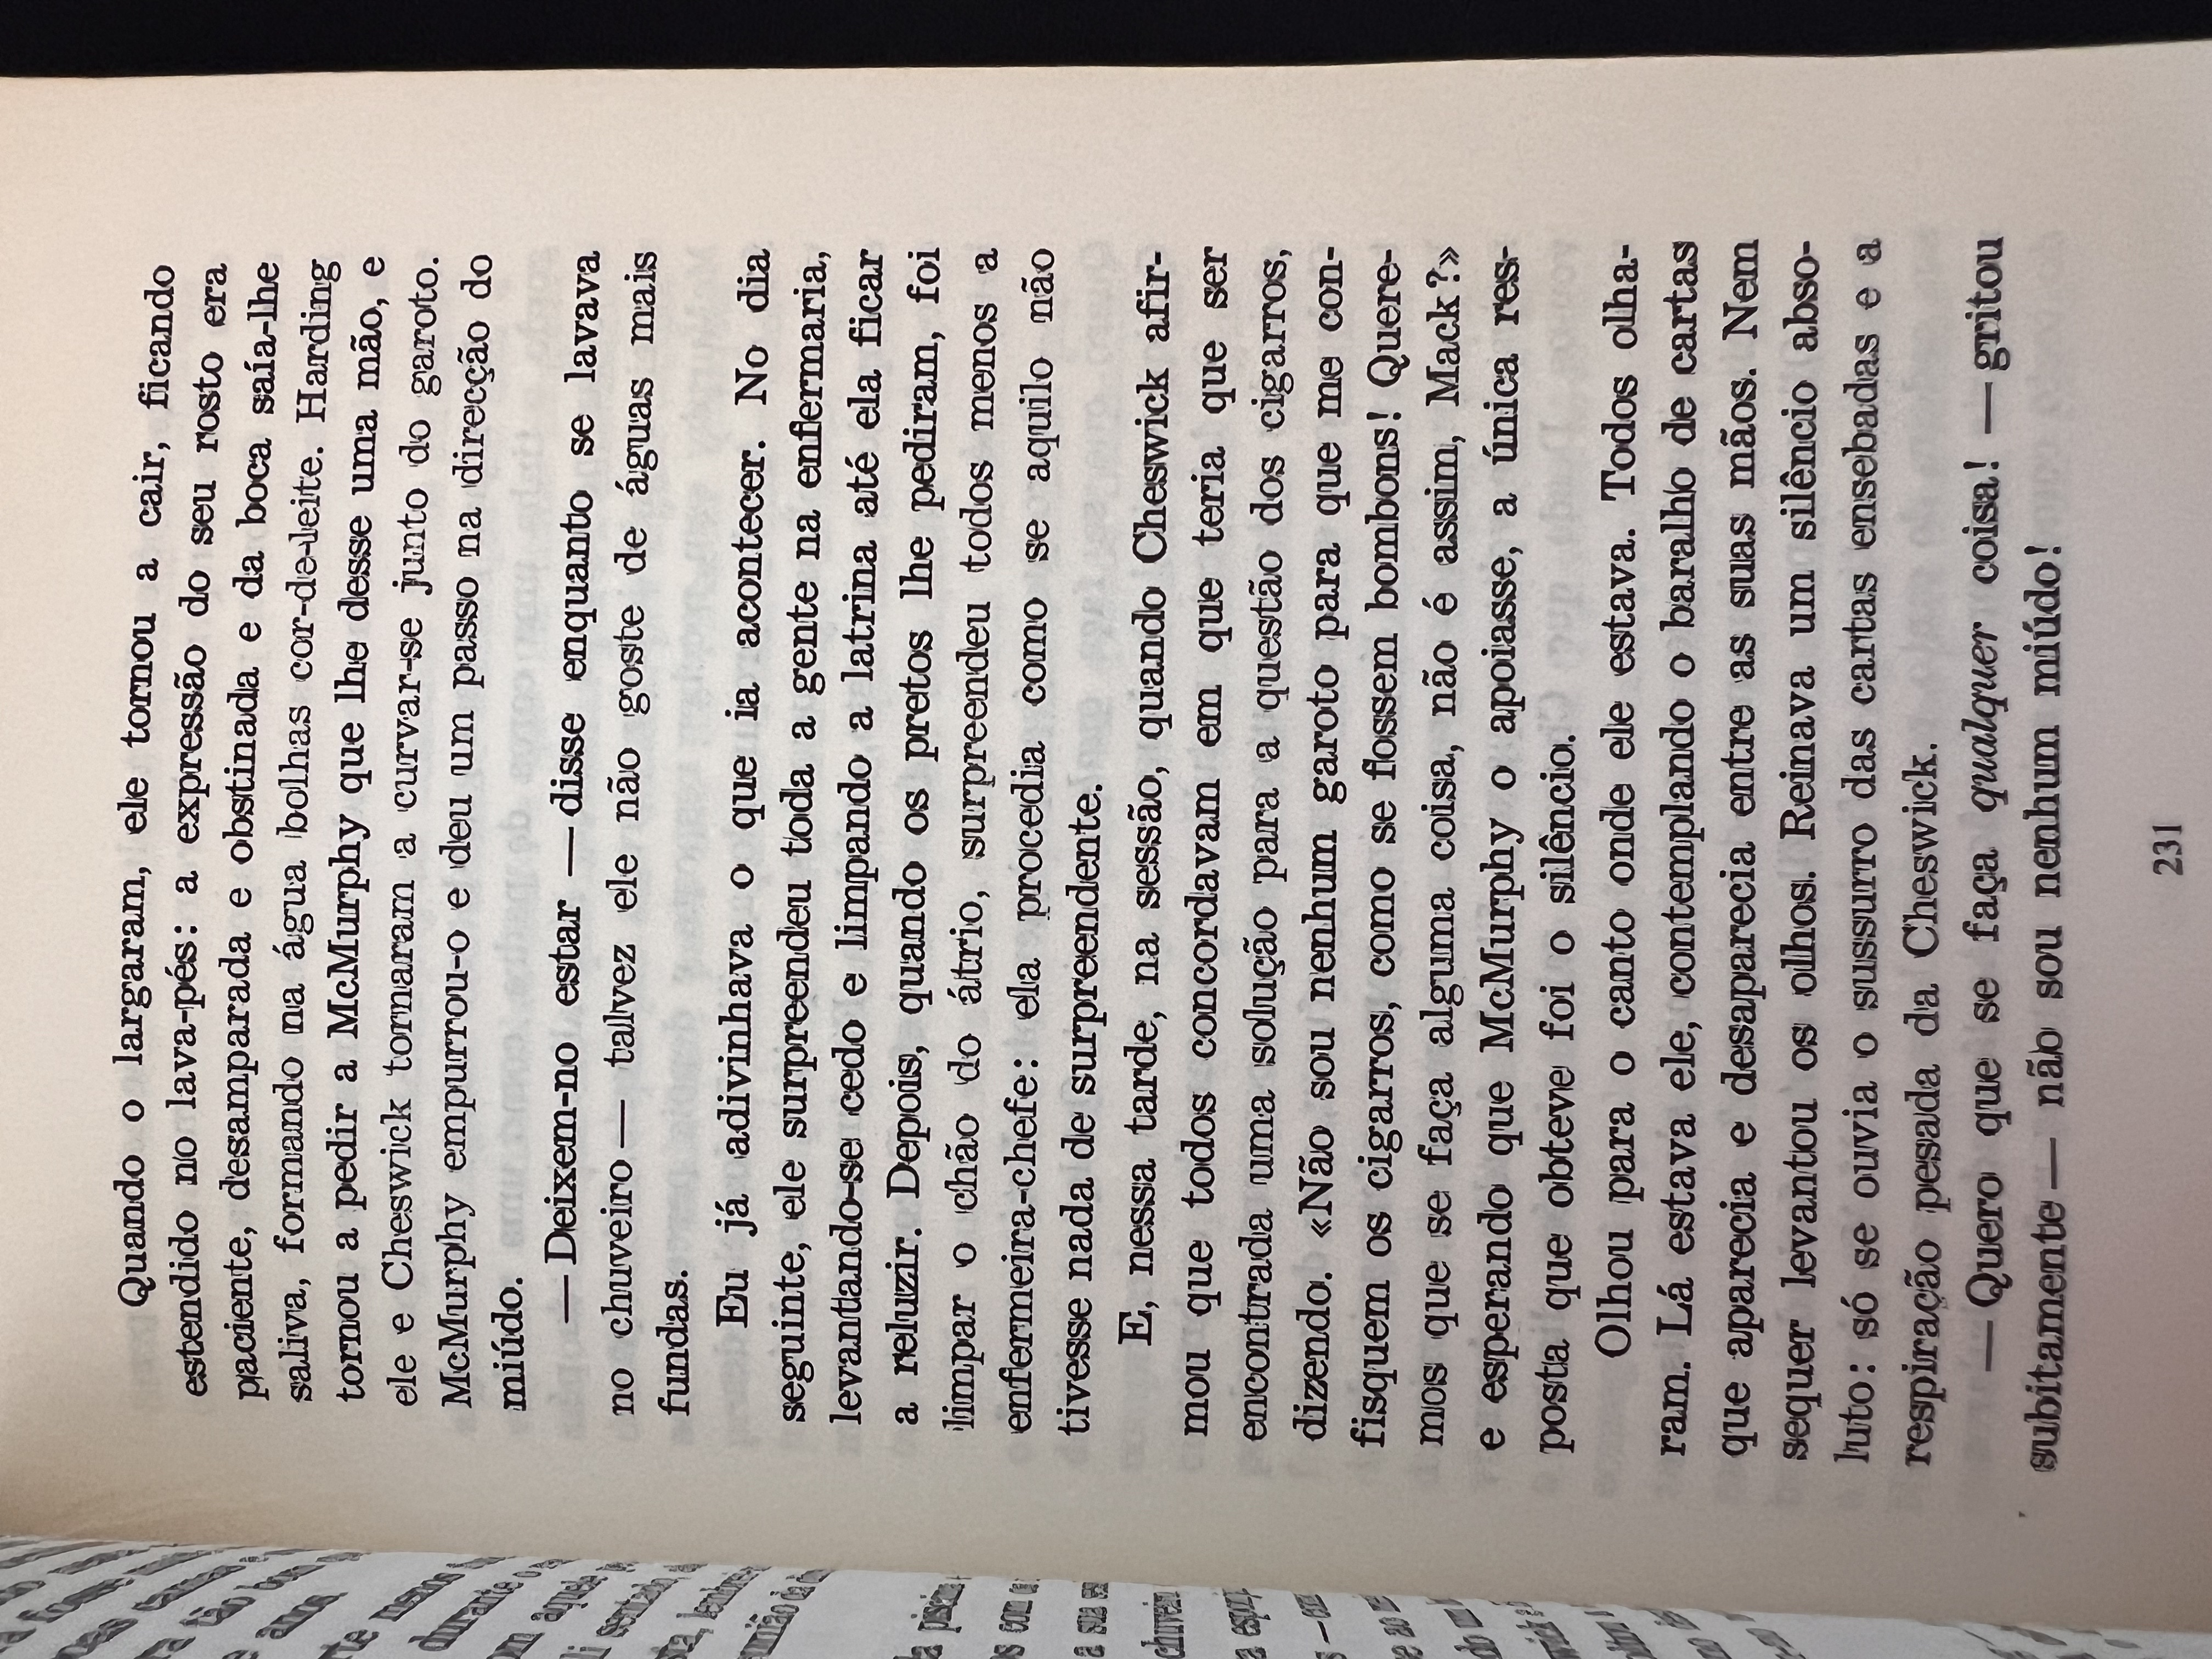 Quando o largaram, ele tornou a cair, ficando
estendido no lava-pés: a expressão do seu rosto era
paciente, desamparada e obstinada e da boca saía-lhe
saliva, formando na água bolhas cor-de-leite. Harding
tornou a pedir a McMurphy que lhe desse uma mão, e
ele e Cheswick tornaram a curvar-se junto do garoto.
McMurphy empurrou-o e deu um passo na direcção do
miúdo.
— Deixem-no estar — disse enquanto se lavava
no chuveiro — talvez ele não goste de águas mais
fundas.
Eu já adivinhava o que ia acontecer. No dia
seguinte, ele surpreendeu toda a gente na enfermaria,
levantando-se cedo e limpando a latrina até ela ficar
a reluzir. Depois, quando os pretos lhe pediram, foi
limpar o chão do átrio, surpreendeu todos menos a
enfermeira-chefe: ela procedia como se aquilo não
tivesse nada de surpreendente.
E, nessa tarde, na sessão, quando Cheswick afir-
mou que todos concordavam em que teria que ser
encontrada uma solução para a questão dos cigarros,
dizendo. «Não sou nenhum garoto para que me con-
fisquem os cigarros, como se fossem bombons! Quere-
mos que se faça alguma coisa, não é assim, Mack?»
e esperando que McMurphy o apoiasse, a única res-
posta que obteve foi o silêncio.
Olhou para o canto onde ele estava. Todos olha-
ram. Lá estava ele, contemplando o baralho de cartas
que aparecia e desaparecia entre as suas mãos. Nem
sequer levantou os olhos. Reinava um silêncio abso-
luto: só se ouvia o sussurro das cartas ensebadas e a
respiração pesada da Cheswick.
— Quero que se faça qualquer coisa! — gritou
subitamente — não sou nenhum miúdo!
231